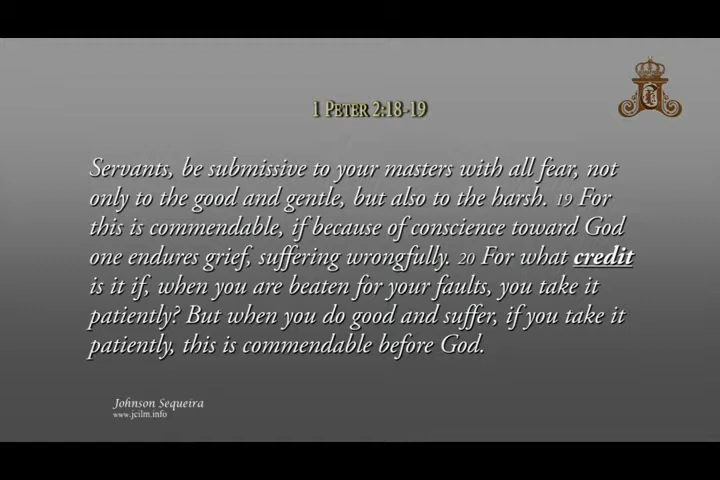 1 PETER 2:18-19
Servants, be submissive to your masters with all fear, not
only to the good and gentle, but also to the harsh. 19 For
this is commendable, if because of conscience toward God
one endures grief, suffering wrongfully. 20 For what credit
is it if, when you are beaten for your faults, you take it
patiently? But when you do good and suffer, if you take it
patiently, this is commendable before God.
Johnson Sequeira
www.jcilm.info